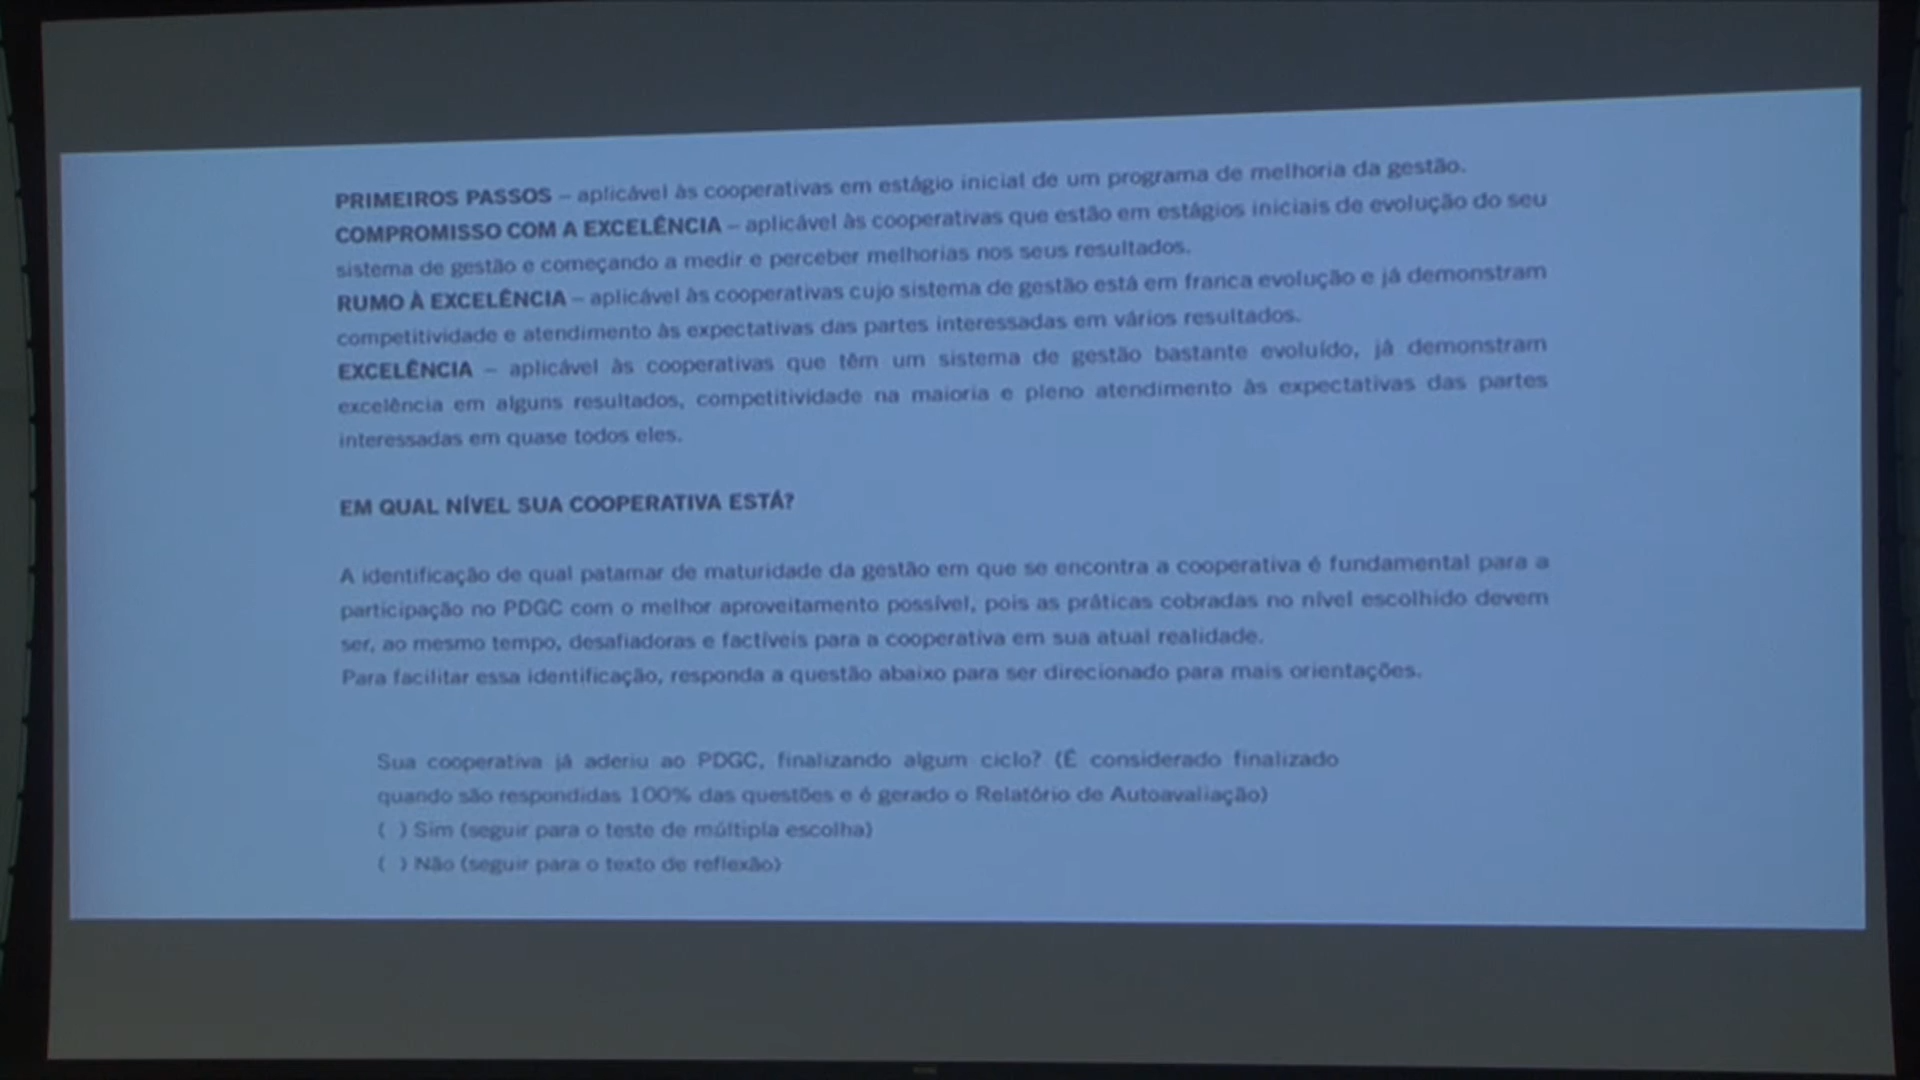 PRIMEIROS PASSOS – aplicável às cooperativas em estágio inicial de um programa de melhoria da gestão.
COMPROMISSO COM A EXCELÊNCIA – aplicável às cooperativas que estão em estágios iniciais de evolução do seu
sistema de gestão e começando a medir e perceber melhorias nos seus resultados.
RUMO À EXCELÊNCIA – aplicável às cooperativas cujo sistema de gestão está em franca evolução e já demonstram
competitividade e atendimento às expectativas das partes interessadas em vários resultados.
EXCELÊNCIA – aplicável às cooperativas que têm um sistema de gestão bastante evoluído, já demonstram
excelência em alguns resultados, competitividade na maioria e pleno atendimento às expectativas das partes
interessadas em quase todos eles.
EM QUAL NÍVEL SUA COOPERATIVA ESTÁ?
A identificação de qual patamar de maturidade da gestão em que se encontra a cooperativa é fundamental para a
participação no PDGC com o melhor aproveitamento possível, pois as práticas cobradas no nível escolhido devem
ser, ao mesmo tempo, desafiadoras e factíveis para a cooperativa em sua atual realidade.
Para facilitar essa identificação, responda a questão abaixo para ser direcionado para mais orientações.
Sua cooperativa já aderiu ao PDGC, finalizando algum ciclo? (É considerado finalizado
quando são respondidas 100% das questões e é gerado o Relatório de Autoavaliação)
( ) Sim (seguir para o teste de múltipla escolha)
( ) Não (seguir para o texto de reflexão)